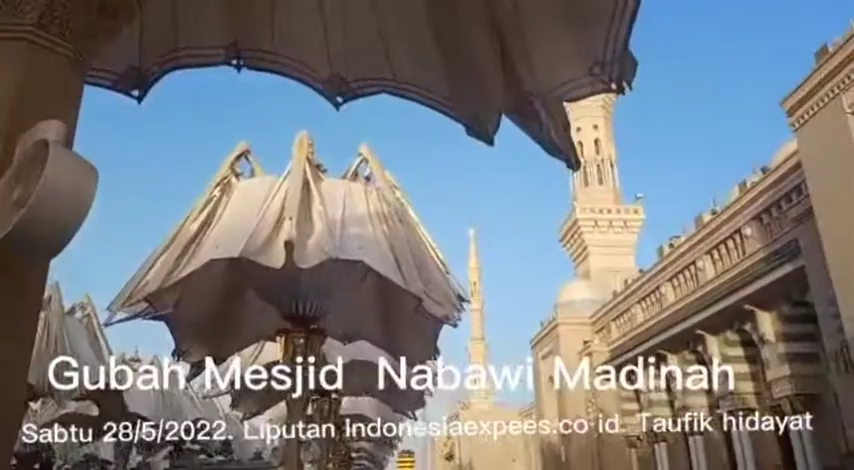 Gubah Mesjid Nabawi Madinah
Sabtu 28/5/2022. Liputan Indonesiaexpees.co.id. Taufik hidayat